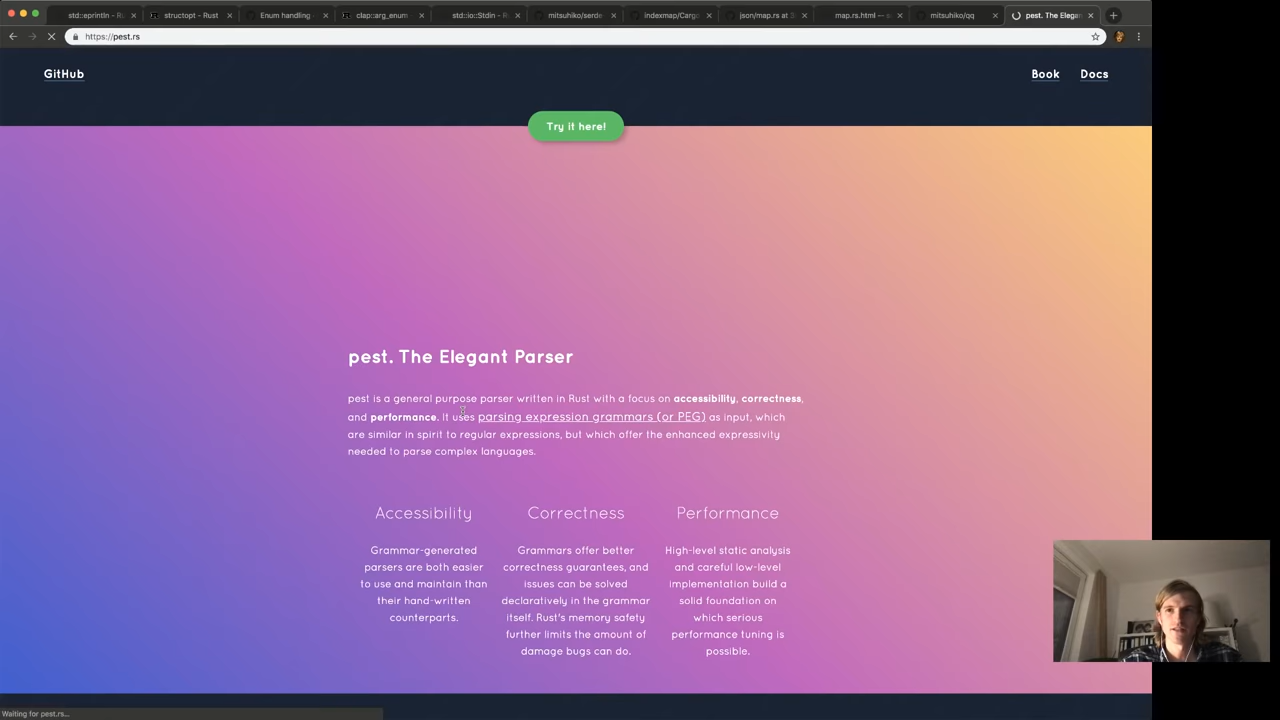 std::eprintln - Ru
structopt - Rust
Enum handling
clap::arg_enum
std::io::Stdin - R
mitsuhiko/serde
indexmap/Carg
json/map.rs at
map.rs.html — s
mitsuhiko/qq
pest. The Elegan
https://pest.rs
GitHub
Book
Docs
Try it here!
pest. The Elegant Parser
pest is a general purpose parser written in Rust with a focus on accessibility, correctness,
and performance. It uses parsing expression grammars (or PEG) as input, which
are similar in spirit to regular expressions, but which offer the enhanced expressivity
needed to parse complex languages.
Accessibility
Grammar-generated
parsers are both easier
to use and maintain than
their hand-written
counterparts.
Correctness
Grammars offer better
correctness guarantees, and
issues can be solved
declaratively in the grammar
itself. Rust's memory safety
further limits the amount of
damage bugs can do.
Performance
High-level static analysis
and careful low-level
implementation build a
solid foundation on
which serious
performance tuning is
possible.
Waiting for pest.rs...